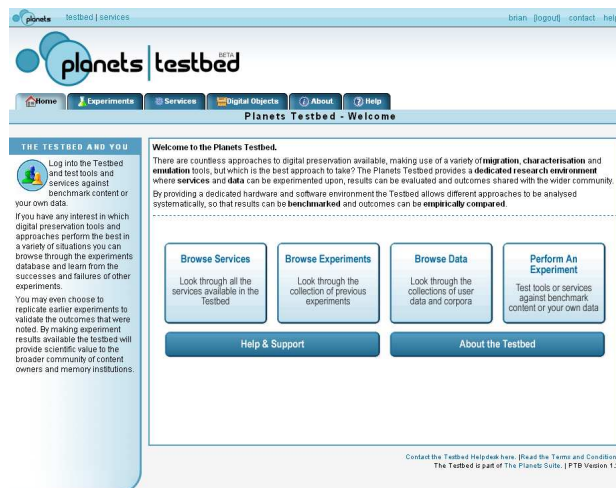 planets testbed | services
brian [logout] contact help
planets testbed BETA
Home Experiments Services Digital Objects About Help
Planets Testbed - Welcome
THE TESTBED AND YOU
Log into the Testbed
and test tools and
services against
benchmark content or
your own data.
If you have any interest in which
digital preservation tools and
approaches perform the best in
a variety of situations you can
browse through the experiments
database and learn from the
successes and failures of other
experiments.
You may even choose to
replicate earlier experiments to
validate the outcomes that were
noted. By making experiment
results available the testbed will
provide scientific value to the
broader community of content
owners and memory institutions.
Welcome to the Planets Testbed.
There are countless approaches to digital preservation available, making use of a variety of migration, characterisation and
emulation tools, but which is the best approach to take? The Planets Testbed provides a dedicated research environment
where services and data can be experimented upon, results can be evaluated and outcomes shared with the wider community.
By providing a dedicated hardware and software environment the Testbed allows different approaches to be analysed
systematically, so that results can be benchmarked and outcomes can be empirically compared.
Browse Services
Look through all the
services available in the
Testbed
Browse Experiments
Look through the
collection of previous
experiments
Browse Data
Look through the
collections of user
data and corpora
Perform An
Experiment
Test tools or services
against benchmark
content or your own data
Help & Support
About the Testbed
Contact the Testbed Helpdesk here. |Read the Terms and Condition
The Testbed is part of The Planets Suite. | PTB Version 1.